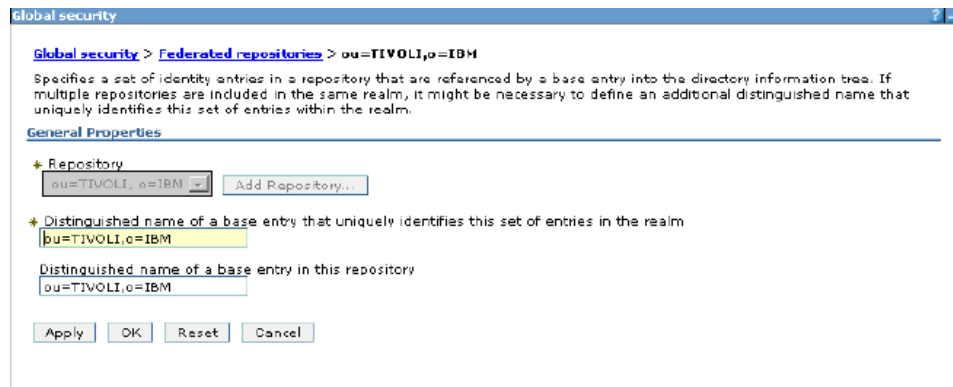 Global security ? -
Global security > Federated repositories > ou=TIVOLI,o=IBM
Specifies a set of identity entries in a repository that are referenced by a base entry into the directory information tree. If
multiple repositories are included in the same realm, it might be necessary to define an additional distinguished name that
uniquely identifies this set of entries within the realm.
General Properties
* Repository
ou=TIVOLI, o=IBM Add Repository...
* Distinguished name of a base entry that uniquely identifies this set of entries in the realm
ou=TIVOLI,o=IBM
Distinguished name of a base entry in this repository
ou=TIVOLI,o=IBM
Apply OK Reset Cancel